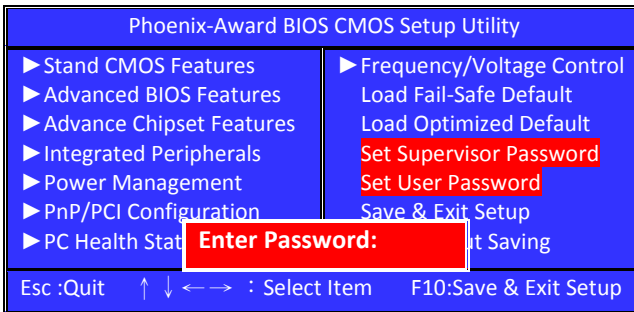 Phoenix-Award BIOS CMOS Setup Utility
►Stand CMOS Features
►Advanced BIOS Features
►Advance Chipset Features
►Integrated Peripherals
►Power Management
►PnP/PCI Configuration
►PC Health Stat
►Frequency/Voltage Control
Load Fail-Safe Default
Load Optimized Default
Set Supervisor Password
Set User Password
Save & Exit Setup
Saving
Enter Password:
Esc :Quit ↑↓←→ : Select Item F10:Save & Exit Setup